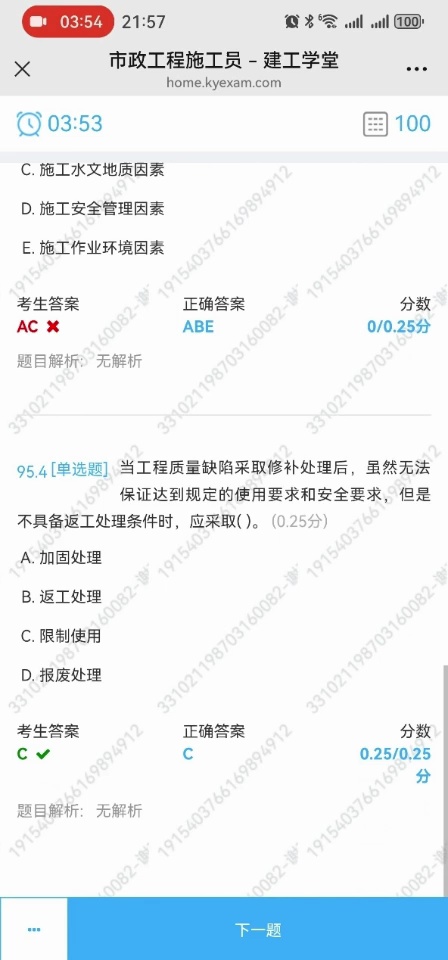 03:54 21:57 100
市政工程施工员 – 建工学堂
home.kyexam.com
03:53 100
C. 施工水文地质因素
D. 施工安全管理因素
E. 施工作业环境因素
考生答案 正确答案 分数
AC ABE 0/0.25分
题目解析: 无解析
95.4 [单选题] 当工程质量缺陷采取修补处理后，虽然无法
保证达到规定的使用要求和安全要求，但是
不具备返工处理条件时，应采取( )。 (0.25分)
A. 加固处理
B. 返工处理
C. 限制使用
D. 报废处理
考生答案 正确答案 分数
C C 0.25/0.25
分
题目解析: 无解析
下一题